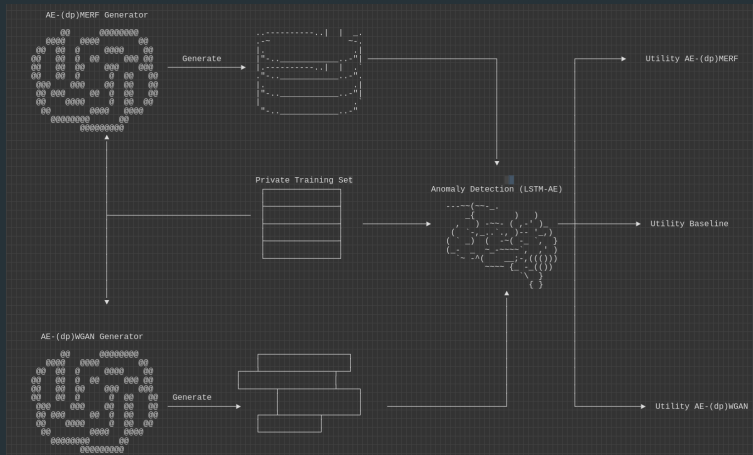 AE-(dp)MERF Generator
Generate
Utility AE-(dp)MERF
Private Training Set
Anomaly Detection (LSTM-AE)
Utility Baseline
AE-(dp)WGAN Generator
Generate
Utility AE-(dp)WGAN